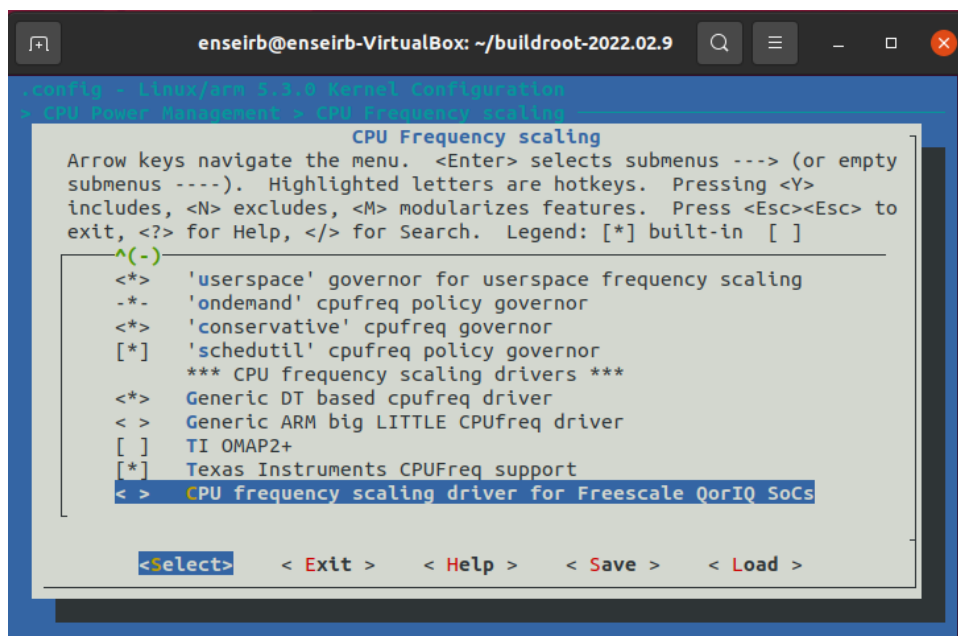 enseirb@enseirb-VirtualBox: ~/buildroot-2022.02.9
.config - Linux/arm 5.3.0 Kernel Configuration
> CPU Power Management > CPU Frequency scaling
CPU Frequency scaling
Arrow keys navigate the menu.  <Enter> selects submenus ---> (or empty
submenus ----).  Highlighted letters are hotkeys.  Pressing <Y>
includes, <N> excludes, <M> modularizes features.  Press <Esc><Esc> to
exit, <?> for Help, </> for Search.  Legend: [*] built-in  [ ]
^(-)
<*>   'userspace' governor for userspace frequency scaling
-*-   'ondemand' cpufreq policy governor
<*>   'conservative' cpufreq governor
[*]   'schedutil' cpufreq policy governor
*** CPU frequency scaling drivers ***
<*>   Generic DT based cpufreq driver
< >   Generic ARM big LITTLE CPUfreq driver
[ ]   TI OMAP2+
[*]   Texas Instruments CPUFreq support
< >   CPU frequency scaling driver for Freescale QorIQ SoCs
<Select>    < Exit >    < Help >    < Save >    < Load >